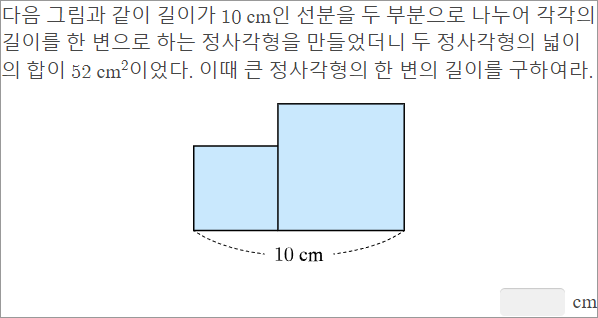 다음 그림과 같이 길이가 10 cm인 선분을 두 부분으로 나누어 각각의
길이를 한 변으로 하는 정사각형을 만들었더니 두 정사각형의 넓이
의 합이 52 cm²이었다. 이때 큰 정사각형의 한 변의 길이를 구하여라.
10 cm
cm